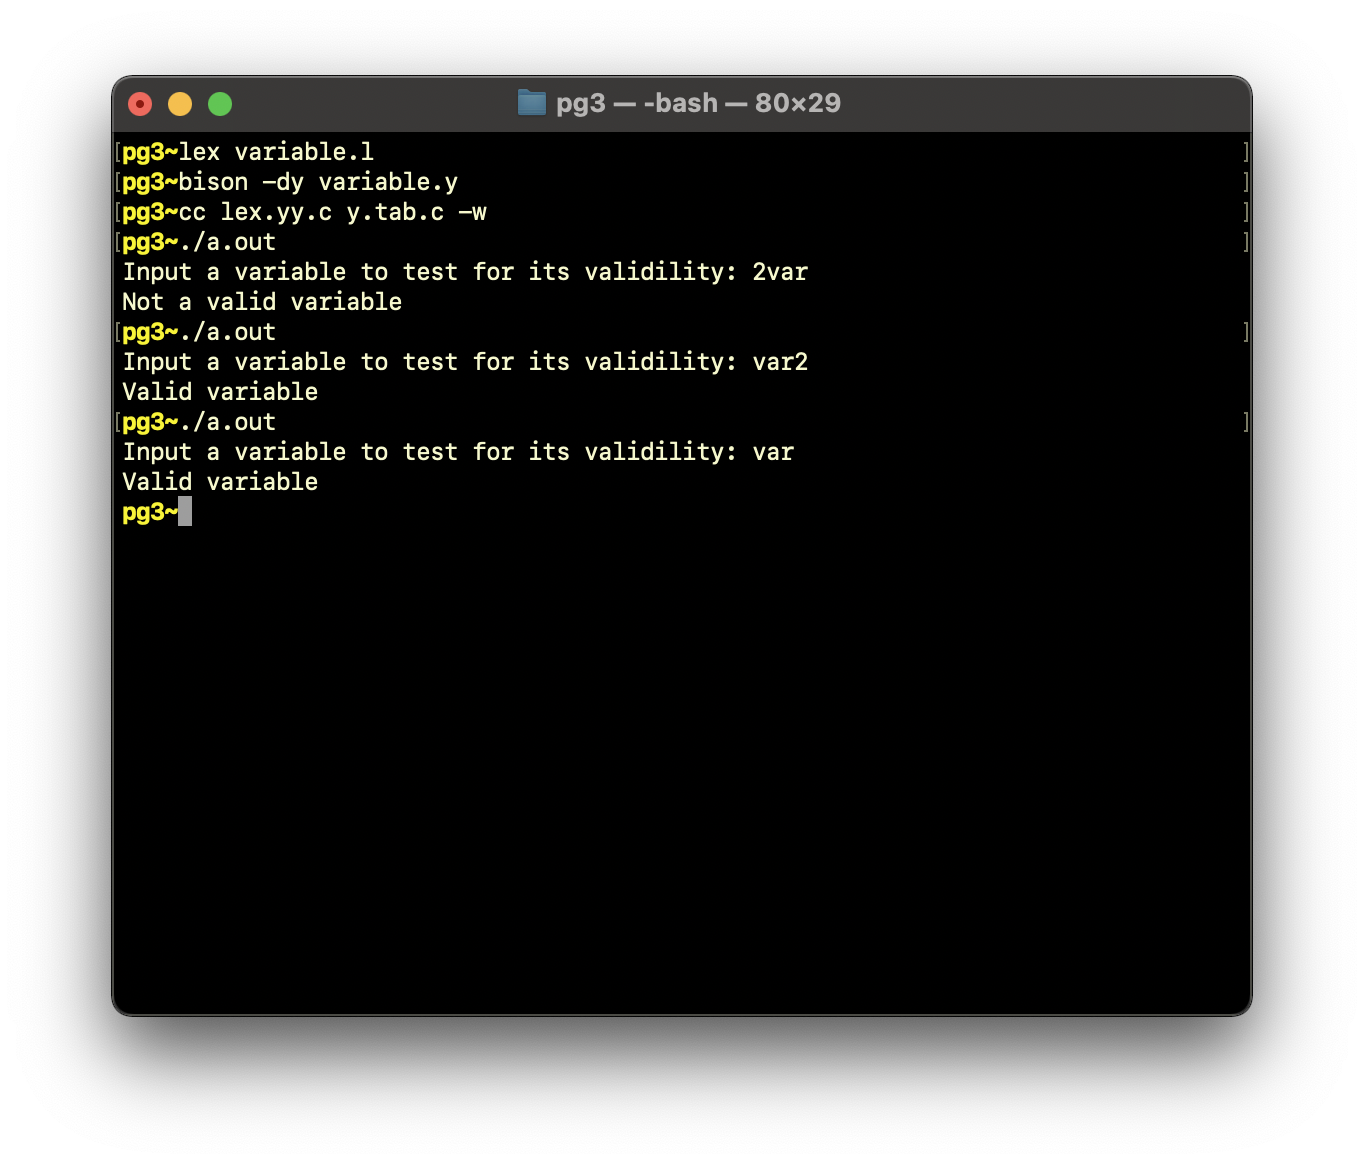 pg3 — -bash — 80×29
[pg3~lex variable.l ]
[pg3~bison -dy variable.y ]
[pg3~cc lex.yy.c y.tab.c -w ]
[pg3~./a.out ]
Input a variable to test for its validility: 2var
Not a valid variable
[pg3~./a.out ]
Input a variable to test for its validility: var2
Valid variable
[pg3~./a.out ]
Input a variable to test for its validility: var
Valid variable
pg3~